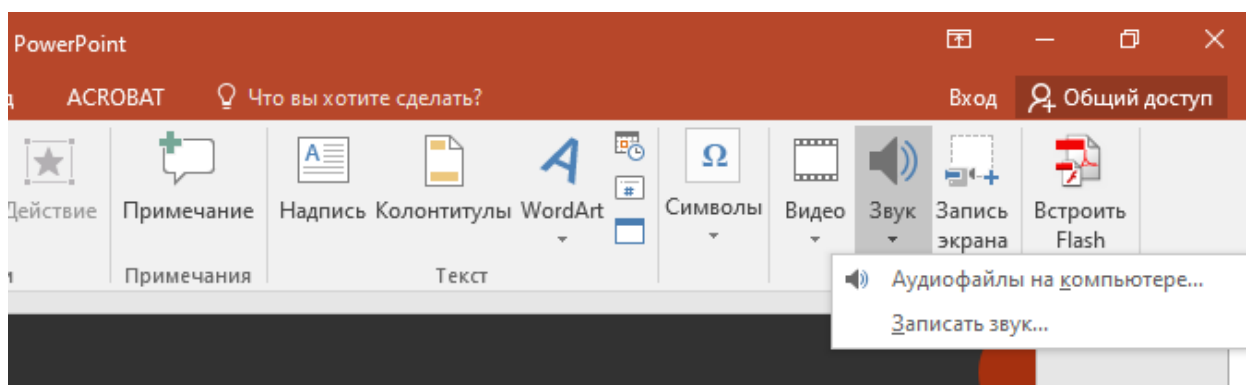 PowerPoint
ACROBAT Что вы хотите сделать? Вход Общий доступ
Действие Примечание Надпись Колонтитулы WordArt Символы Видео Звук Запись экрана Встроить Flash
Примечания Текст
Аудиофайлы на компьютере...
Записать звук...